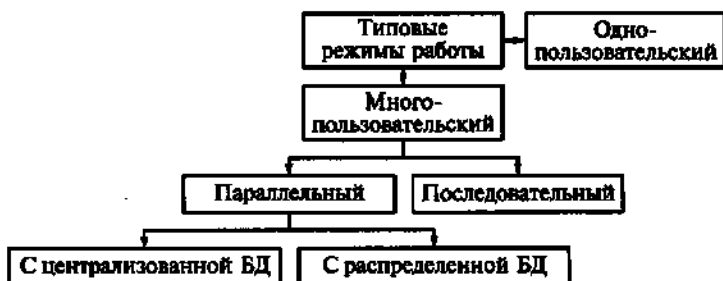 Типовые
режимы работы
Одно-
пользовательский
Много-
пользовательский
Параллельный
Последовательный
С централизованной БД
С распределенной БД